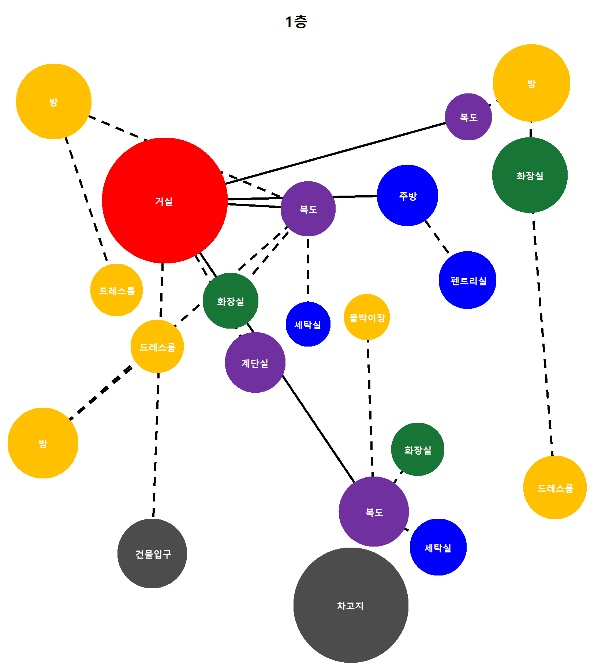 1층
방
방
복도
화장실
거실
복도
주방
펜트리실
드레스룸
화장실
세탁실
붙박이장
드레스룸
계단실
방
화장실
드레스룸
복도
건물입구
세탁실
차고지